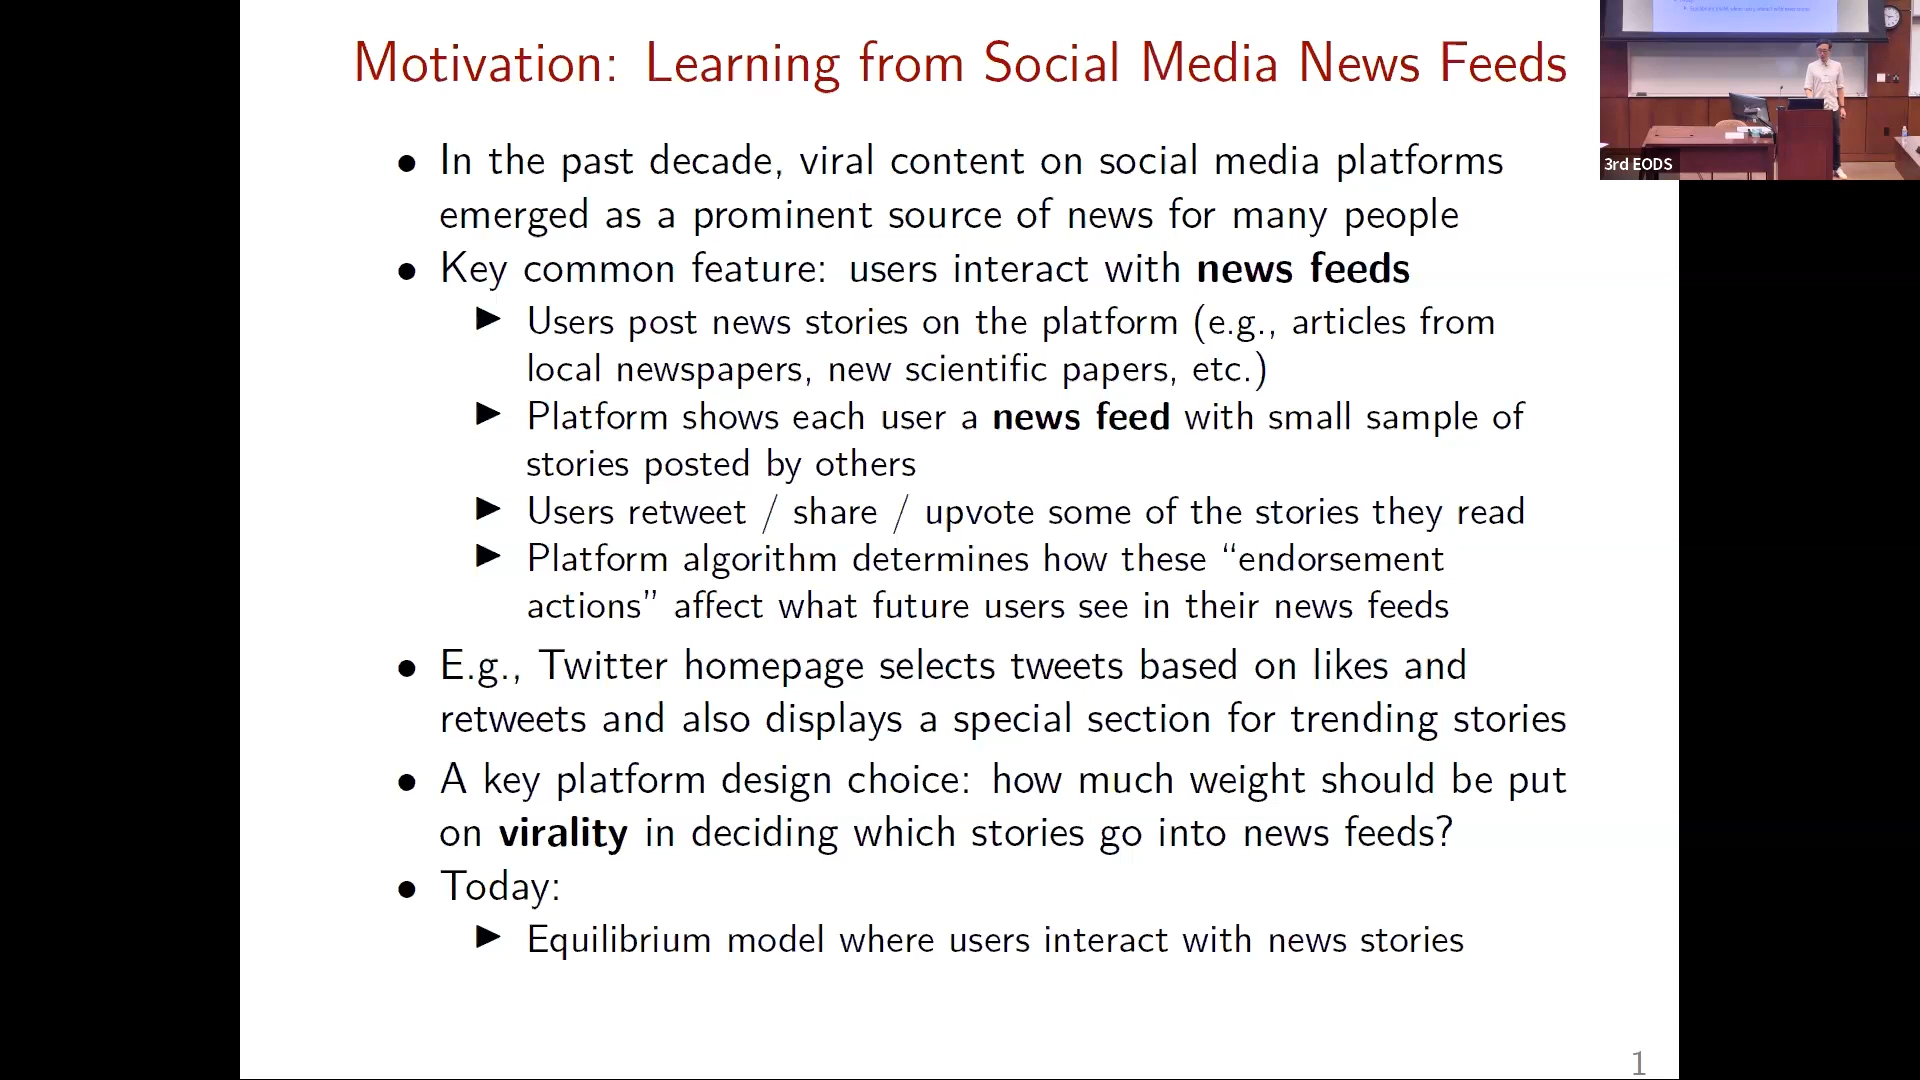 Motivation: Learning from Social Media News Feeds
• In the past decade, viral content on social media platforms
emerged as a prominent source of news for many people
• Key common feature: users interact with news feeds
▶ Users post news stories on the platform (e.g., articles from
local newspapers, new scientific papers, etc.)
▶ Platform shows each user a news feed with small sample of
stories posted by others
▶ Users retweet / share / upvote some of the stories they read
▶ Platform algorithm determines how these “endorsement
actions” affect what future users see in their news feeds
• E.g., Twitter homepage selects tweets based on likes and
retweets and also displays a special section for trending stories
• A key platform design choice: how much weight should be put
on virality in deciding which stories go into news feeds?
• Today:
▶ Equilibrium model where users interact with news stories
1
3rd EODS